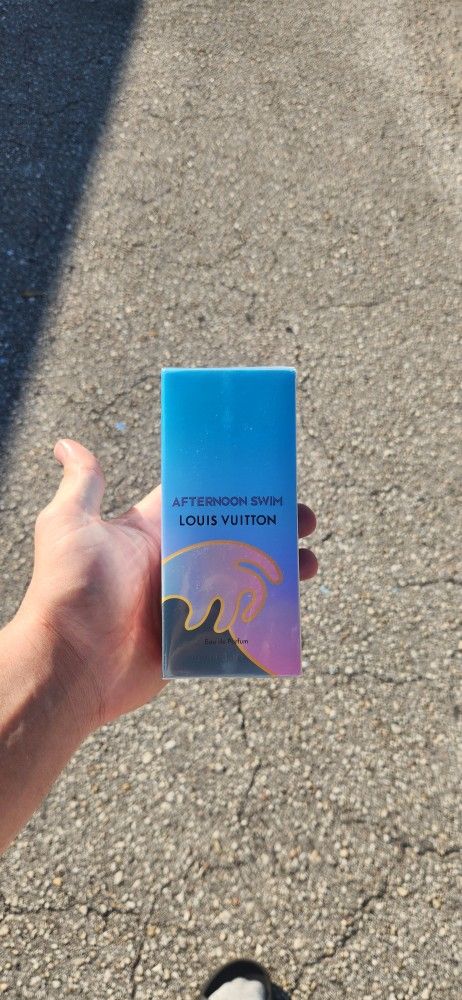 AFTERNOON SWIM
LOUIS VUITTON
Eau de Parfum